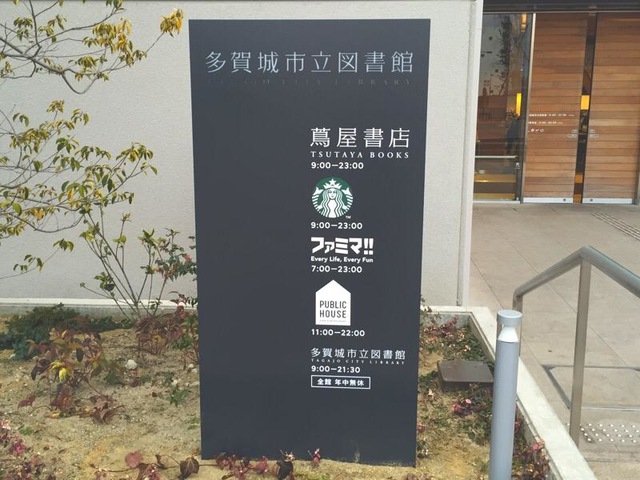 多賀城市立図書館
蔦屋書店
TSUTAYA BOOKS
9:00-23:00
9:00-23:00
ファミマ!!
Every Life, Every Fun
7:00-23:00
PUBLIC
HOUSE
11:00-22:00
多賀城市立図書館
TAGAJO CITY LIBRARY
9:00-21:30
全館 年中無休